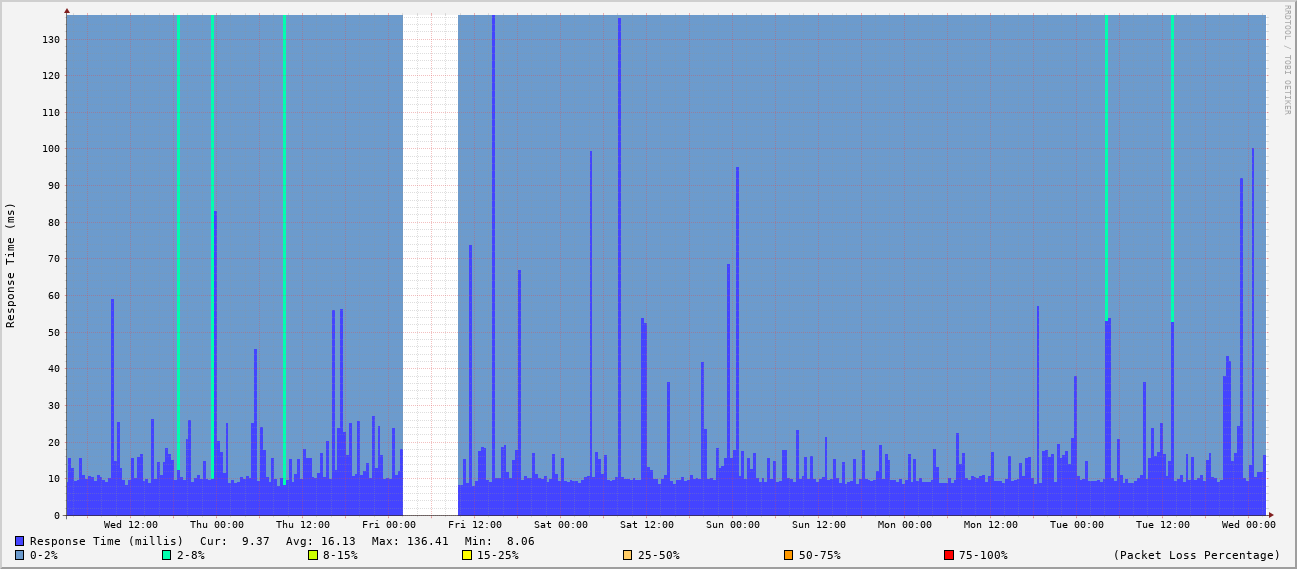 RRDTOOL / TOBI OETIKER
Response Time (ms)
130
120
110
100
90
80
70
60
50
40
30
20
10
0
Wed 12:00 Thu 00:00 Thu 12:00 Fri 00:00 Fri 12:00 Sat 00:00 Sat 12:00 Sun 00:00 Sun 12:00 Mon 00:00 Mon 12:00 Tue 00:00 Tue 12:00 Wed 00:00
Response Time (millis) Cur: 9.37 Avg: 16.13 Max: 136.41 Min: 8.06
0-2% 2-8% 8-15% 15-25% 25-50% 50-75% 75-100% (Packet Loss Percentage)